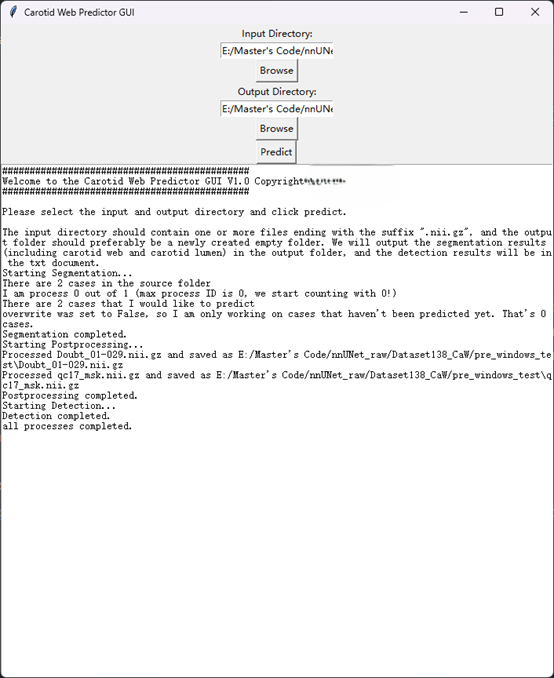 Carotid Web Predictor GUI
Input Directory:
E:/Master's Code/nnUNe
Browse
Output Directory:
E:/Master's Code/nnUNe
Browse
Predict
##################################################
Welcome to the Carotid Web Predictor GUI V1.0 Copyright
##################################################
Please select the input and output directory and click predict.
The input directory should contain one or more files ending with the suffix ".nii.gz", and the outpu
t folder should preferably be a newly created empty folder. We will output the segmentation results
(including carotid web and carotid lumen) in the output folder, and the detection results will be in
the txt document.
Starting Segmentation...
There are 2 cases in the source folder
I am process 0 out of 1 (max process ID is 0, we start counting with 0!)
There are 2 cases that I would like to predict
overwrite was set to False, so I am only working on cases that haven't been predicted yet. That's 0
cases.
Segmentation completed.
Starting Postprocessing...
Processed Doubt_01-029.nii.gz and saved as E:/Master's Code/nnUNet_raw/Dataset138_CaW/pre_windows_te
st\Doubt_01-029.nii.gz
Processed qc17_msk.nii.gz and saved as E:/Master's Code/nnUNet_raw/Dataset138_CaW/pre_windows_test\q
c17_msk.nii.gz
Postprocessing completed.
Starting Detection...
Detection completed.
all processes completed.